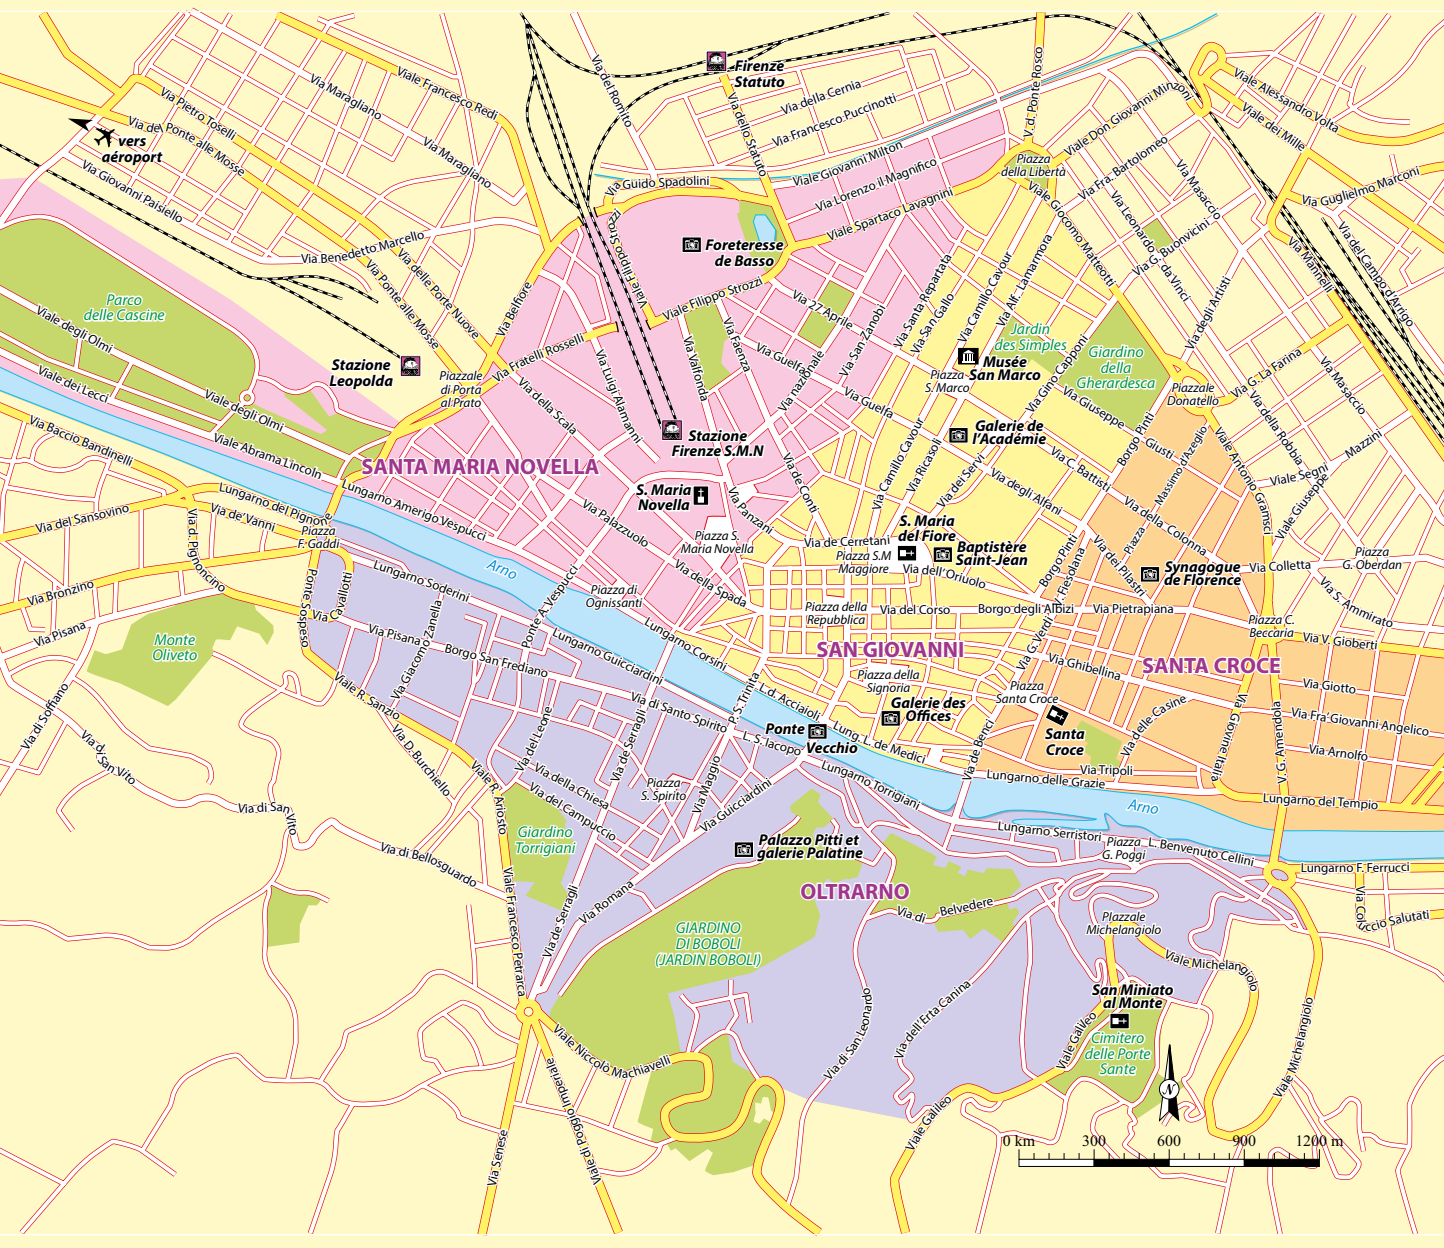 Firenze
Statuto
Via del Romito
Via dello Statuto
Via della Cernia
Via Francesco Puccinotti
Viale Giovanni Milton
Via Lorenzo il Magnifico
Viale Spartaco Lavagnini
V.d. Ponte Rosco
Viale Don Giovanni Minzoni
Viale Alessandro Volta
Viale dei Mille
Via Guglielmo Marconi
Via Fra. Bartolomeo
Via Masaccio
Via Leonardo da Vinci
Via G. Buonvicini
Via Mannelli
Via del Campo d'Arrigo
Piazza
della Libertà
Viale Giocomo Matteotti
Viale Francesco Redi
Via Maragliano
Via Maragliano
Via Pietro Toselli
Via del Ponte alle Mosse
vers
aéroport
Via Giovanni Paisiello
Via Benedetto Marcello
Via delle Porte Nuove
Via Ponte alle Mosse
Via Guido Spadolini
Viale Filippo Strozzi
Foreteresse
de Basso
Viale Filippo Strozzi
Via Belfiore
Via Fratelli Rosselli
Parco
delle Cascine
Viale degli Olmi
Viale dei Lecci
Viale degli Olmi
Viale Abrama Lincoln
Stazione
Leopolda
Piazzale
di Porta
al Prato
Via della Scala
Via Luigi Alamanni
Via Valfonda
Via Faenza
Via 27 Aprile
Via Guelfa
Via nazionale
Via San Zanobi
Via Santa Repartata
Via San Gallo
Via Camillo Cavour
Via Alf. Lamarmora
Jardin
des Simples
Musée
San Marco
Piazza
S. Marco
Via Gino Capponi
Giardino
della
Gherardesca
Via degli Artisti
Piazzale
Donatello
Via G. La Farina
Via Masaccio
Via della Robbia
Mazzini
Viale Segni
Viale Giuseppe
Via Giuseppe Giusti
Borgo Pinti
Via Guelfa
Galerie de
l'Académie
Via Camillo Cavour
Via Ricasoli
Via dei Servi
Via C. Battisti
Via degli Alfani
Via della Colonna
Piazza Massimo d'Azeglio
Viale Antonio Gramsci
Stazione
Firenze S.M.N
SANTA MARIA NOVELLA
S. Maria
Novella
Via Panzani
Via de Conti
Piazza S.
Maria Novella
Via Palazzuolo
Via della Spada
Via de Cerretani
S. Maria
del Fiore
Piazza S.M
Maggiore
Baptistère
Saint-Jean
Via dell'Oriuolo
Borgo Pinti
V. Fiesolana
Via dei Pilastri
Synagogue
de Florence
Via Colletta
Piazza
G. Oberdan
Via S. Ammirato
Via Baccio Bandinelli
Via del Sansovino
Lungarno del Pignone
Via de'Vanni
Via d. Pignoncino
Piazza
F. Gaddi
Lungarno Amerigo Vespucci
Arno
Lungarno Soderini
Via Bronzino
Via Pisana
Ponte Sospeso
Via Cavallotti
Via Pisana
Ponte A. Vespucci
Piazza di
Ognissanti
Lungarno Corsini
Lungarno Guicciardini
Borgo San Frediano
Via Giacomo Zanella
Monte
Oliveto
Piazza della
Repubblica
Via del Corso
Borgo degli Albizi
Via Pietrapiana
Piazza C.
Beccaria
Via V. Gioberti
SAN GIOVANNI
SANTA CROCE
Via G. Verdi
Via Ghibellina
Piazza della
Signoria
Piazza
Santa Croce
Via Giotto
Via Fra' Giovanni Angelico
Via Arnolfo
Galerie des
Offices
Santa
Croce
Via delle Casine
Via Tripoli
Via Giovine Italia
V. G. Amendola
Via de Benci
L.d. Acciaioli
P. S. Trinita
Via di Santo Spirito
L. S. Iacopo
Ponte
Vecchio
Lung. L. de Medici
Lungarno Torrigiani
Lungarno delle Grazie
Lungarno del Tempio
Arno
Lungarno Serristori
Piazza
G. Poggi
L. Benvenuto Cellini
Lungarno F. Ferrucci
Viale R. Sanzio
Via D. Burchiello
Via di Soffiano
Via di San Vito
Via di San Vito
Via di Bellosguardo
Viale R. Ariosto
Via del Leone
Via de Serragli
Via della Chiesa
Via del Campuccio
Piazza
S. Spirito
Via Maggio
Via Guicciardini
Giardino
Torrigiani
Palazzo Pitti et
galerie Palatine
OLTRARNO
Via Romana
Via de Serragli
Viale Francesco Petrarca
GIARDINO
DI BOBOLI
(JARDIN BOBOLI)
Via di Belvedere
PIazzale
Michelangiolo
Viale Michelangiolo
San Miniato
al Monte
Cimitero
delle Porte
Sante
Viale Galileo
Viale Galileo
Via dell'Erta Canina
Via di San Leonardo
Viale Michelangiolo
Viale Niccolò Machiavelli
Viale di Poggio Imperiale
Via Senese
N
0 km 300 600 900 1200 m